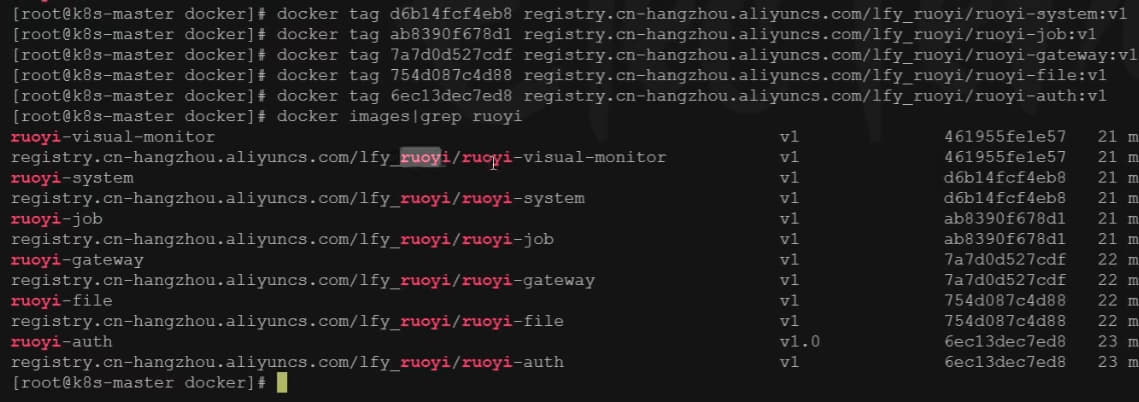 [root@k8s-master docker]# docker tag d6b14fcf4eb8 registry.cn-hangzhou.aliyuncs.com/lfy_ruoyi/ruoyi-system:v1
[root@k8s-master docker]# docker tag ab8390f678d1 registry.cn-hangzhou.aliyuncs.com/lfy_ruoyi/ruoyi-job:v1
[root@k8s-master docker]# docker tag 7a7d0d527cdf registry.cn-hangzhou.aliyuncs.com/lfy_ruoyi/ruoyi-gateway:v1
[root@k8s-master docker]# docker tag 754d087c4d88 registry.cn-hangzhou.aliyuncs.com/lfy_ruoyi/ruoyi-file:v1
[root@k8s-master docker]# docker tag 6ec13dec7ed8 registry.cn-hangzhou.aliyuncs.com/lfy_ruoyi/ruoyi-auth:v1
[root@k8s-master docker]# docker images|grep ruoyi
ruoyi-visual-monitor v1 461955fe1e57 21 m
registry.cn-hangzhou.aliyuncs.com/lfy_ruoyi/ruoyi-visual-monitor v1 461955fe1e57 21 m
ruoyi-system v1 d6b14fcf4eb8 21 m
registry.cn-hangzhou.aliyuncs.com/lfy_ruoyi/ruoyi-system v1 d6b14fcf4eb8 21 m
ruoyi-job v1 ab8390f678d1 21 m
registry.cn-hangzhou.aliyuncs.com/lfy_ruoyi/ruoyi-job v1 ab8390f678d1 21 m
ruoyi-gateway v1 7a7d0d527cdf 22 m
registry.cn-hangzhou.aliyuncs.com/lfy_ruoyi/ruoyi-gateway v1 7a7d0d527cdf 22 m
ruoyi-file v1 754d087c4d88 22 m
registry.cn-hangzhou.aliyuncs.com/lfy_ruoyi/ruoyi-file v1 754d087c4d88 22 m
ruoyi-auth v1.0 6ec13dec7ed8 23 m
registry.cn-hangzhou.aliyuncs.com/lfy_ruoyi/ruoyi-auth v1 6ec13dec7ed8 23 m
[root@k8s-master docker]#